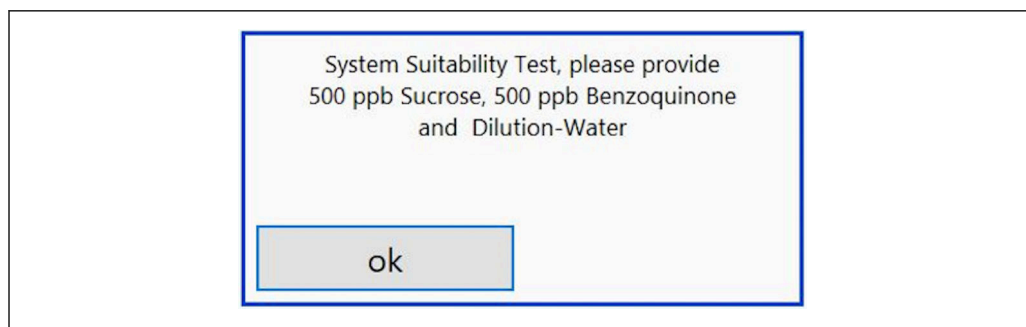 System Suitability Test, please provide
500 ppb Sucrose, 500 ppb Benzoquinone
and Dilution-Water
ok